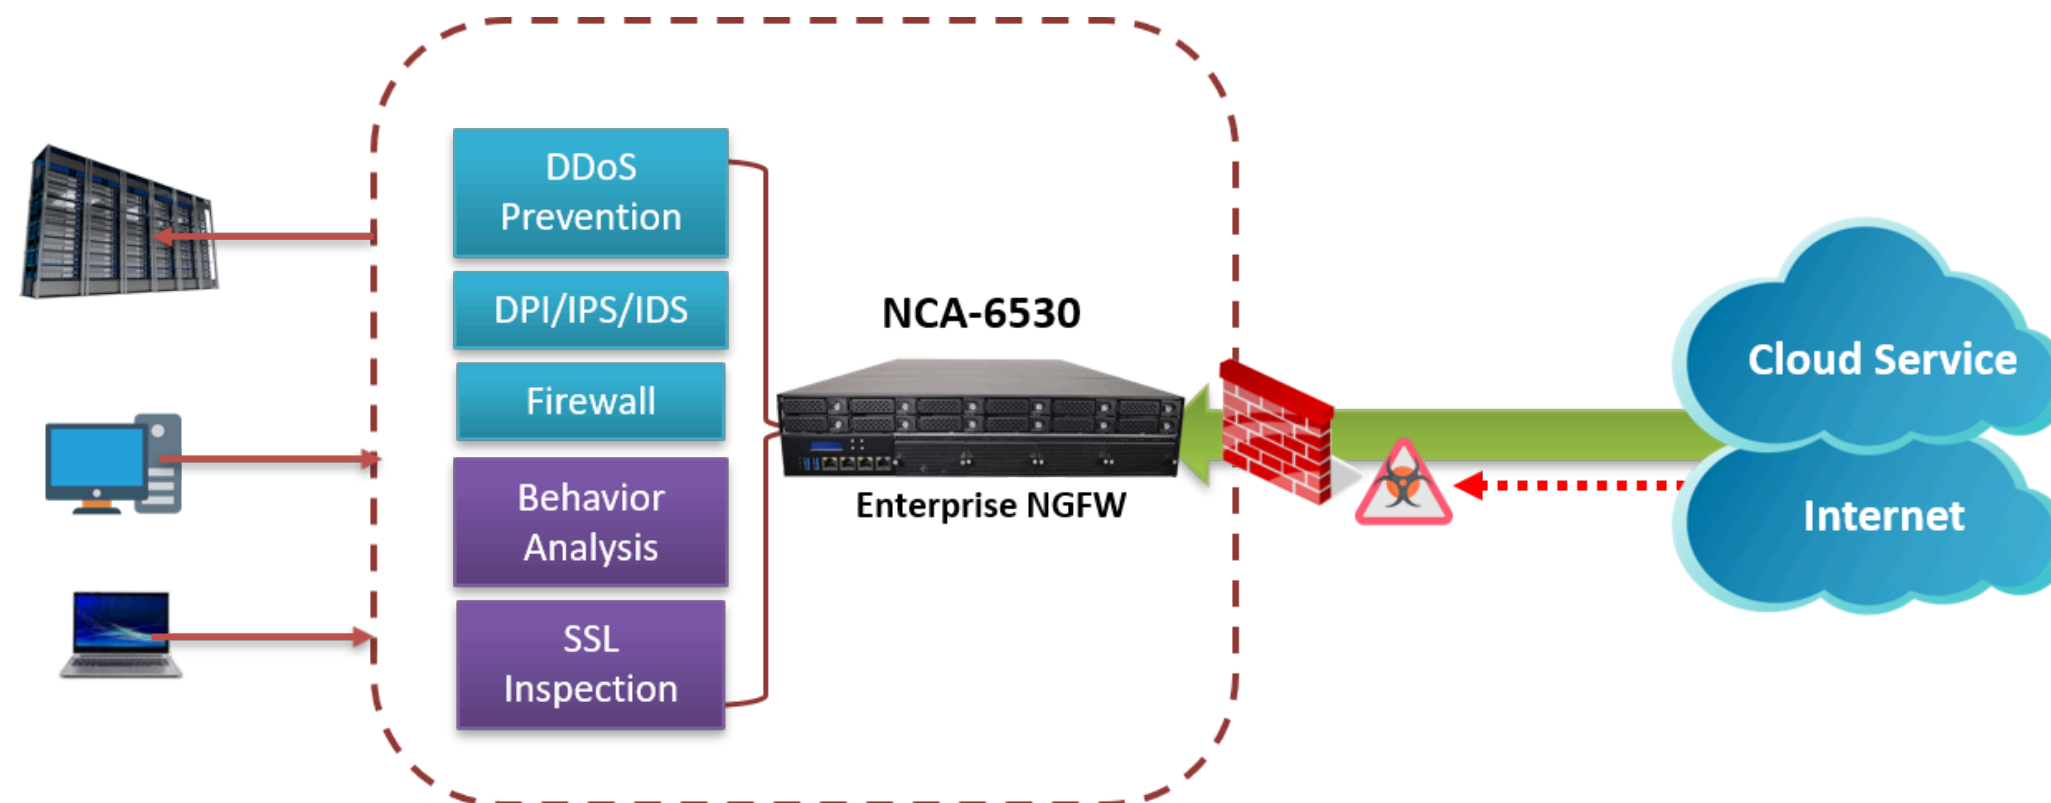 DDoS
Prevention
DPI/IPS/IDS
Firewall
Behavior
Analysis
SSL
Inspection
NCA-6530
Enterprise NGFW
Cloud Service
Internet